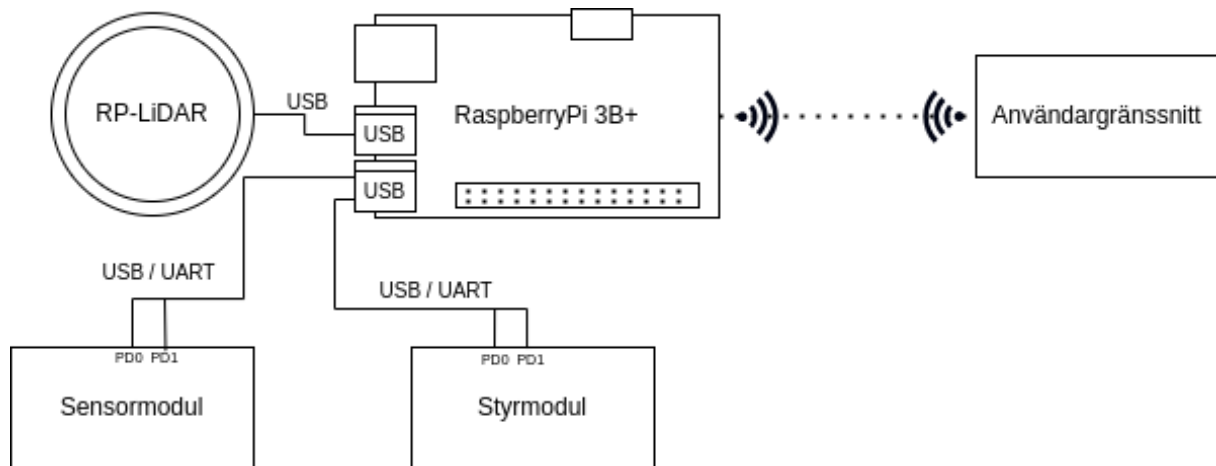 RP-LiDAR
USB
USB
RaspberryPi 3B+
Användargränssnitt
USB
USB / UART
USB / UART
PD0 PD1
PD0 PD1
Sensormodul
Styrmodul